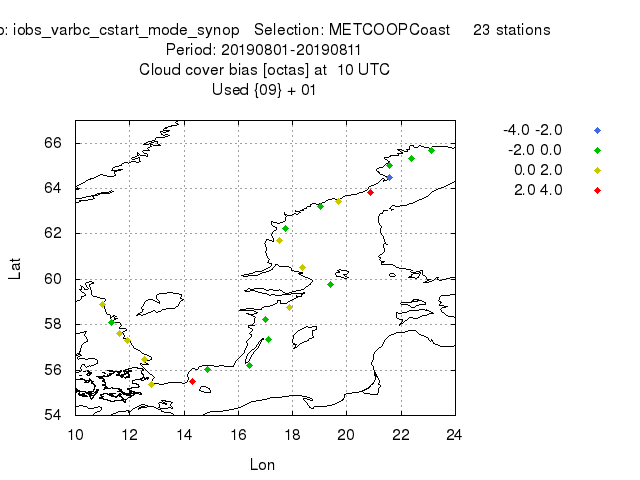 : iobs_varbc_cstart_mode_synop Selection: METCOOPCoast 23 stations
Period: 20190801-20190811
Cloud cover bias [octas] at 10 UTC
Used {09} + 01
-4.0 -2.0
-2.0 0.0
0.0 2.0
2.0 4.0
66
64
62
60
58
56
54
Lat
10 12 14 16 18 20 22 24
Lon